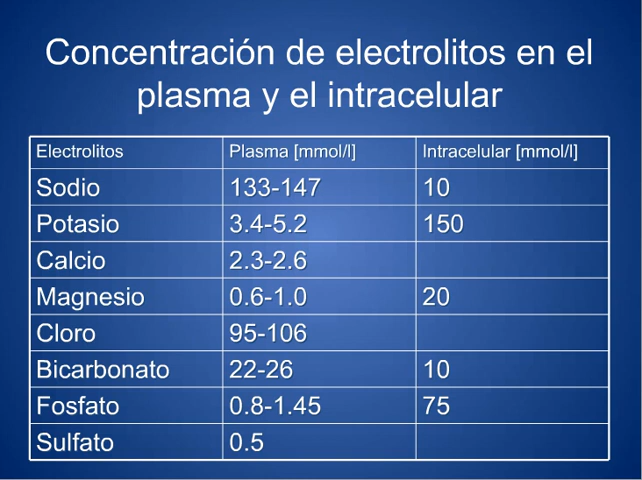 Concentración de electrolitos en el
plasma y el intracelular
Electrolitos Plasma [mmol/l] Intracelular [mmol/l]
Sodio 133-147 10
Potasio 3.4-5.2 150
Calcio 2.3-2.6
Magnesio 0.6-1.0 20
Cloro 95-106
Bicarbonato 22-26 10
Fosfato 0.8-1.45 75
Sulfato 0.5